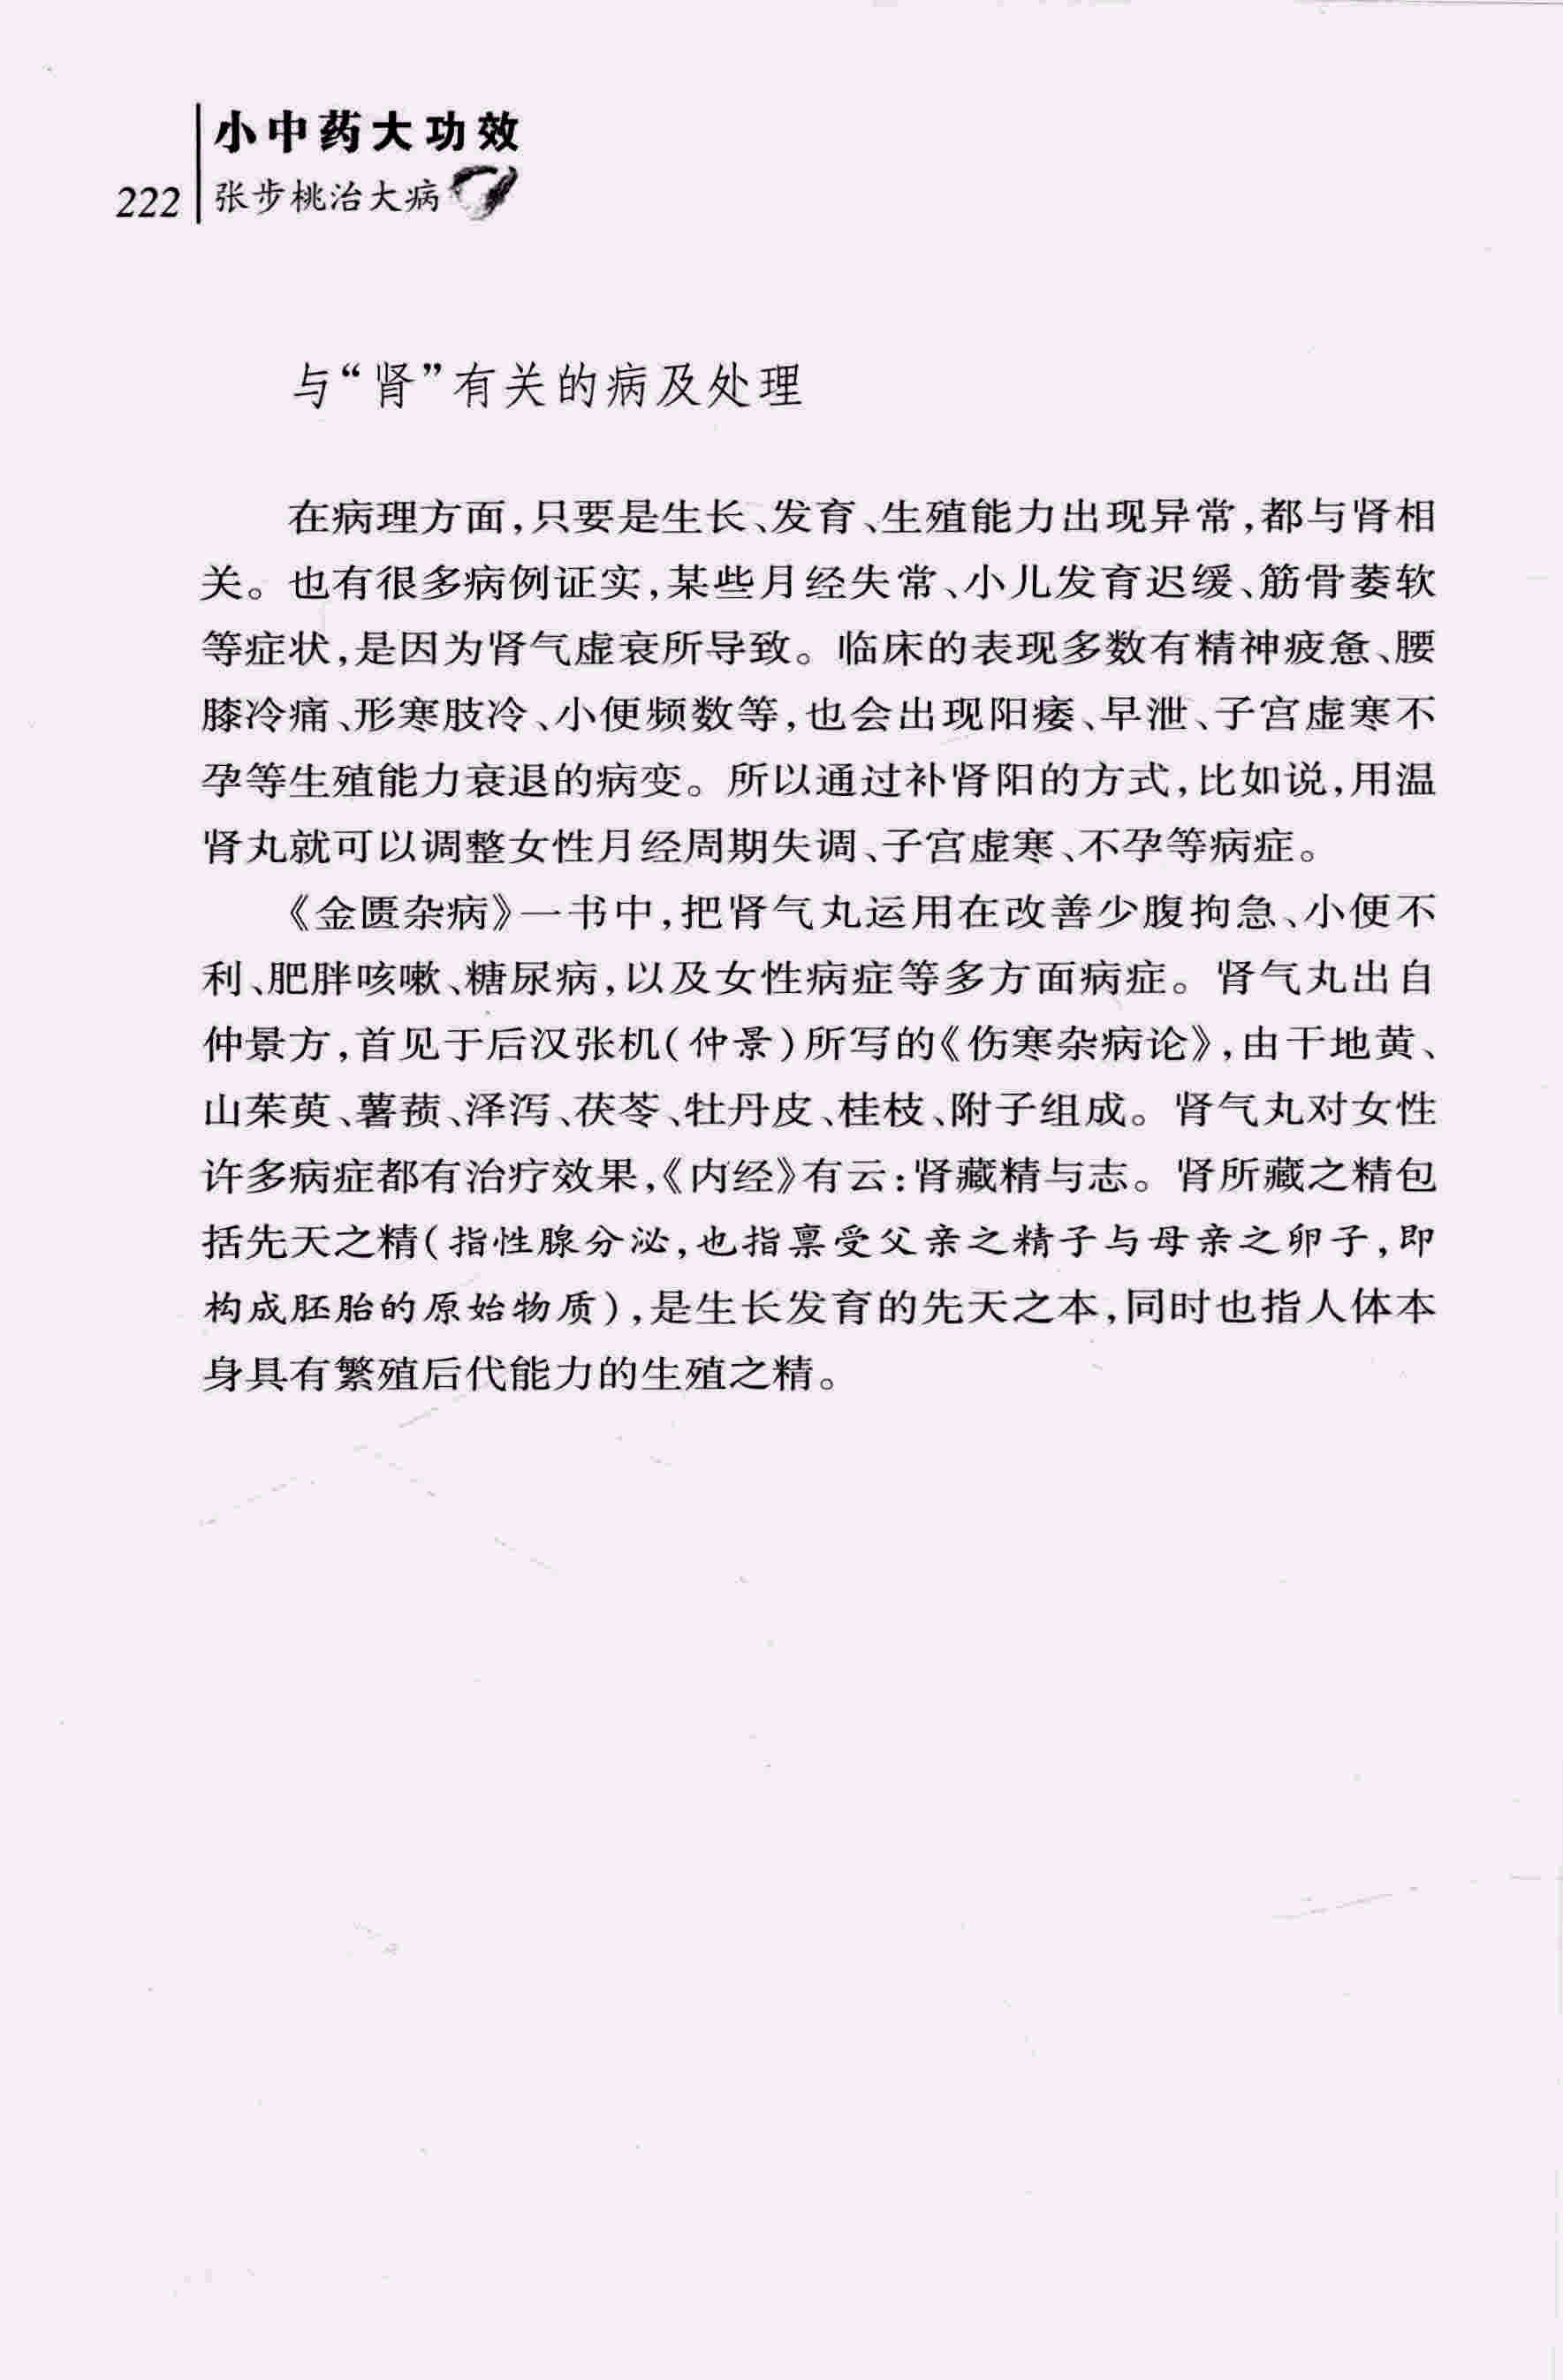 小中药大功效
222 张步桃治大病
与“肾”有关的病及处理
在病理方面,只要是生长、发育、生殖能力出现异常,都与肾相
关。也有很多病例证实,某些月经失常、小儿发育迟缓、筋骨萎软
等症状,是因为肾气虚衰所导致。临床的表现多数有精神疲惫、腰
膝冷痛、形寒肢冷、小便频数等,也会出现阳痿、早泄、子宫虚寒不
孕等生殖能力衰退的病变。所以通过补肾阳的方式,比如说,用温
肾丸就可以调整女性月经周期失调、子宫虚寒、不孕等病症。
《金匮杂病》一书中,把肾气丸运用在改善少腹拘急、小便不
利、肥胖咳嗽、糖尿病,以及女性病症等多方面病症。肾气丸出自
仲景方,首见于后汉张机(仲景)所写的《伤寒杂病论》,由干地黄、
山茱萸、薯蓣、泽泻、茯苓、牡丹皮、桂枝、附子组成。肾气丸对女性
许多病症都有治疗效果,《内经》有云:肾藏精与志。肾所藏之精包
括先天之精(指性腺分泌,也指禀受父亲之精子与母亲之卵子,即
构成胚胎的原始物质),是生长发育的先天之本,同时也指人体本
身具有繁殖后代能力的生殖之精。